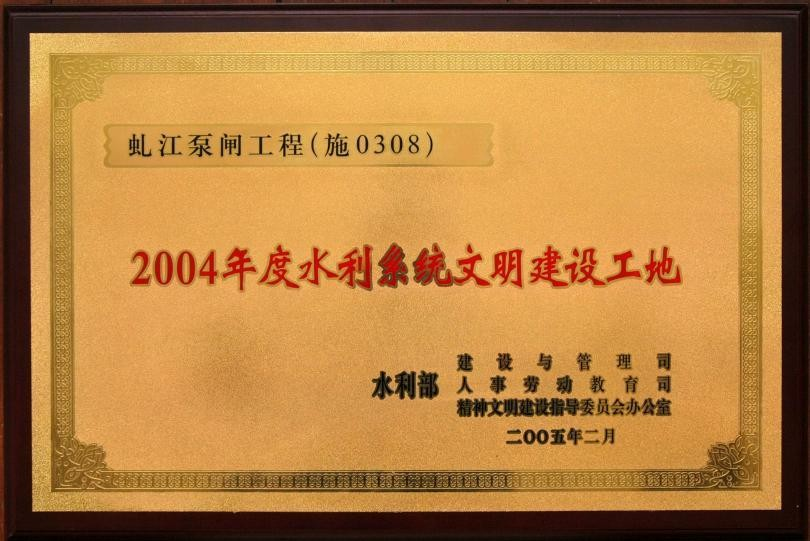 虬江泵闸工程(施0308)
2004年度水利系统文明建设工地
水利部
建设与管理司
人事劳动教育司
精神文明建设指导委员会办公室
二〇〇五年二月